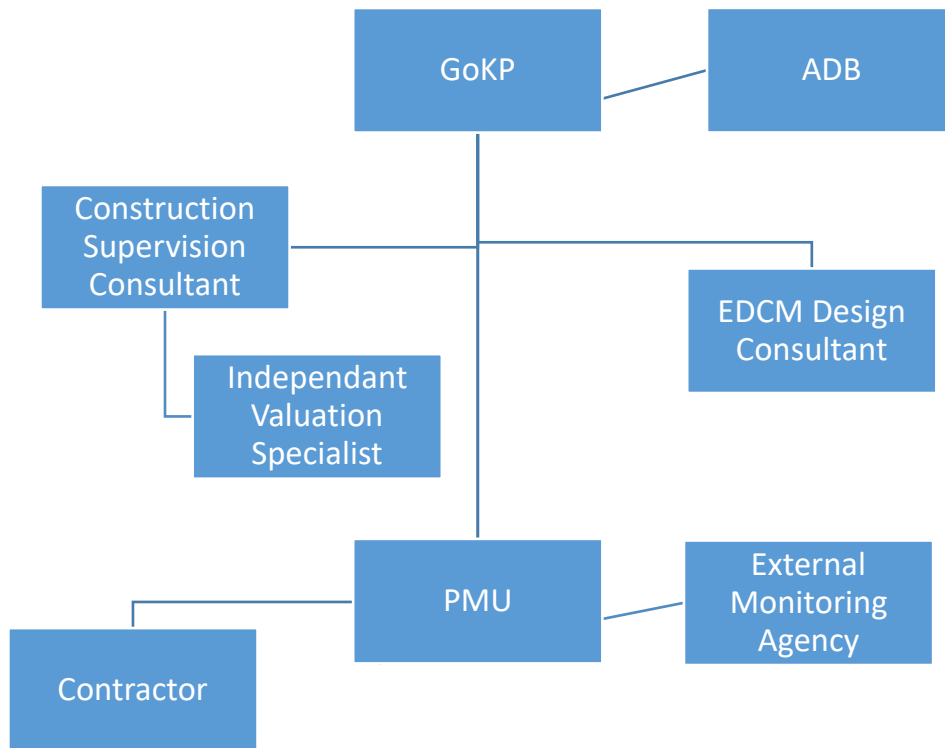 GoKP
ADB
Construction
Supervision
Consultant
EDCM Design
Consultant
Independant
Valuation
Specialist
PMU
External
Monitoring
Agency
Contractor